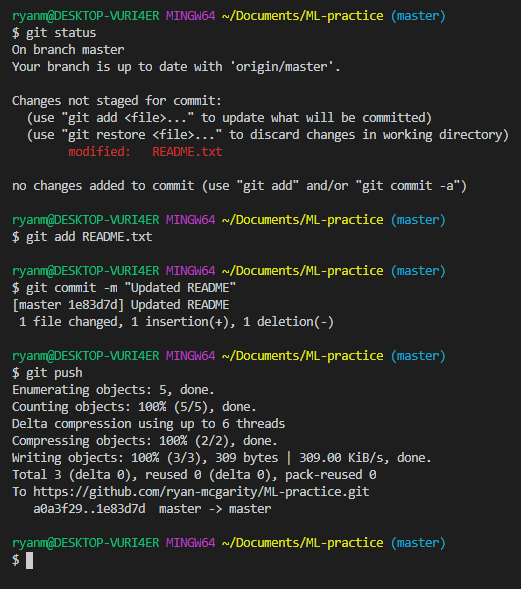 ryanm@DESKTOP-VURI4ER MINGW64 ~/Documents/ML-practice (master)
$ git status
On branch master
Your branch is up to date with 'origin/master'.
Changes not staged for commit:
(use "git add <file>..." to update what will be committed)
(use "git restore <file>..." to discard changes in working directory)
modified: README.txt
no changes added to commit (use "git add" and/or "git commit -a")
ryanm@DESKTOP-VURI4ER MINGW64 ~/Documents/ML-practice (master)
$ git add README.txt
ryanm@DESKTOP-VURI4ER MINGW64 ~/Documents/ML-practice (master)
$ git commit -m "Updated README"
[master 1e83d7d] Updated README
1 file changed, 1 insertion(+), 1 deletion(-)
ryanm@DESKTOP-VURI4ER MINGW64 ~/Documents/ML-practice (master)
$ git push
Enumerating objects: 5, done.
Counting objects: 100% (5/5), done.
Delta compression using up to 6 threads
Compressing objects: 100% (2/2), done.
Writing objects: 100% (3/3), 309 bytes | 309.00 KiB/s, done.
Total 3 (delta 0), reused 0 (delta 0), pack-reused 0
To https://github.com/ryan-mcgarity/ML-practice.git
a0a3f29..1e83d7d master -> master
ryanm@DESKTOP-VURI4ER MINGW64 ~/Documents/ML-practice (master)
$